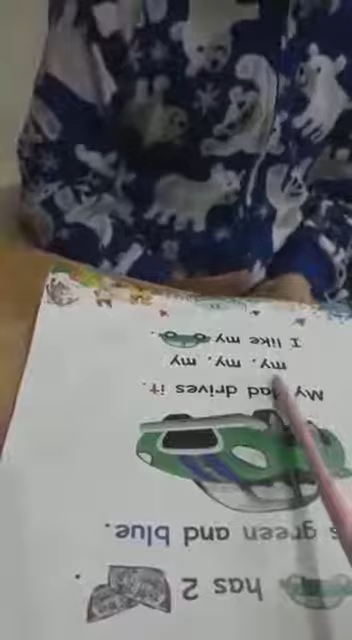 has 2 .
green and blue.
My dad drives it.
my, my, my
I like my .